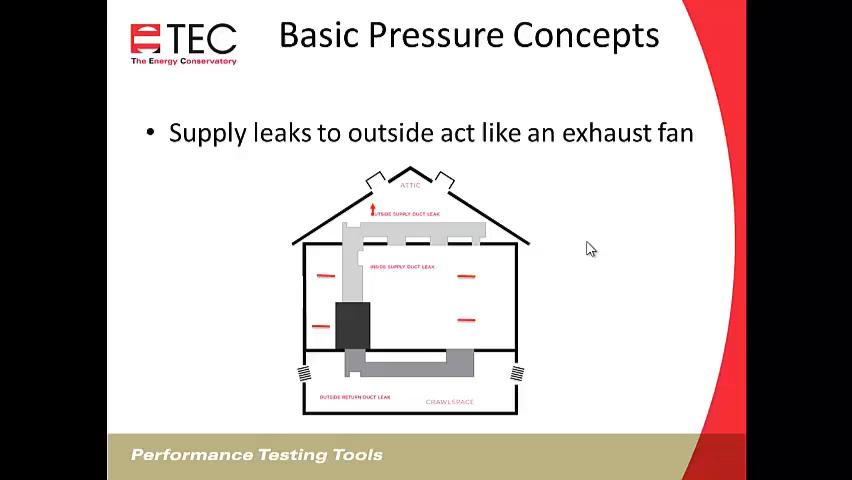 TEC
The Energy Conservatory
Basic Pressure Concepts
• Supply leaks to outside act like an exhaust fan
ATTIC
OUTSIDE SUPPLY DUCT LEAK
INSIDE SUPPLY DUCT LEAK
OUTSIDE RETURN DUCT LEAK
CRAWLSPACE
Performance Testing Tools